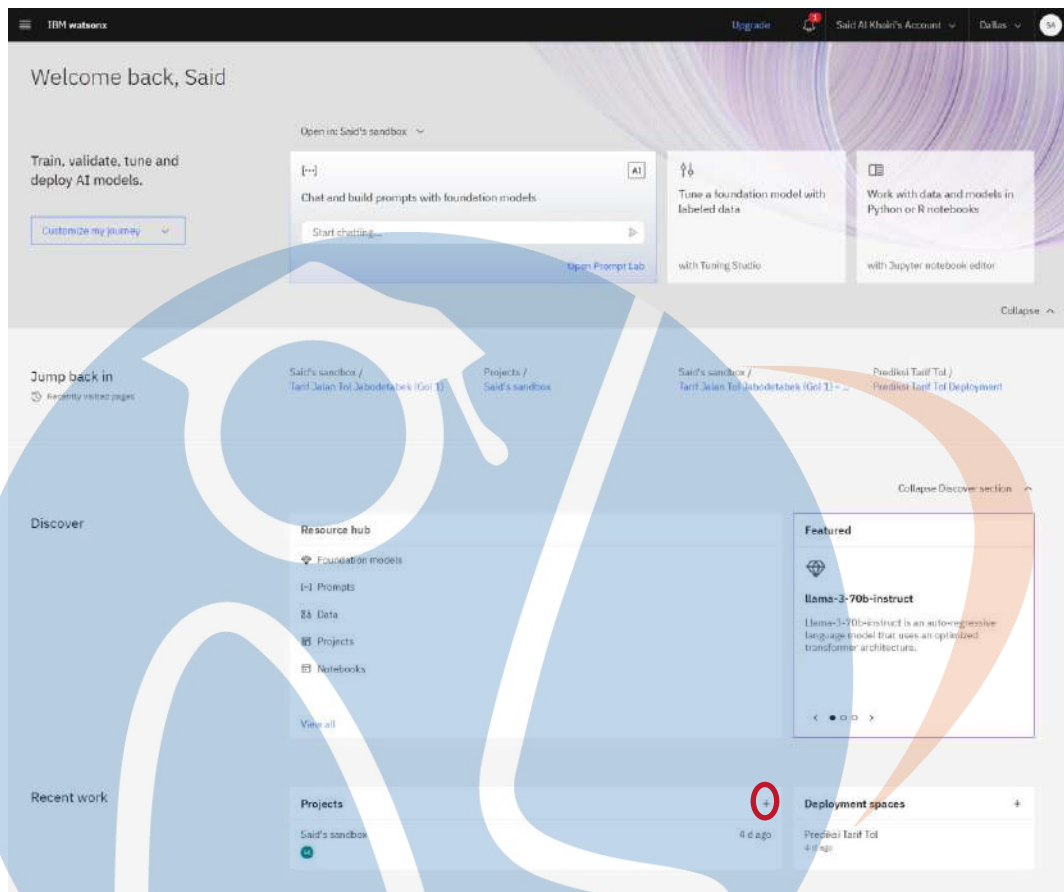 IBM watsonx
Upgrade
1
Said Al Khairi's Account
Dallas
SA
Welcome back, Said
Open in: Said's sandbox
Train, validate, tune and
deploy AI models.
Customize my journey
[...]
AI
Chat and build prompts with foundation models
Start chatting...
Open Prompt Lab
Tune a foundation model with
labeled data
with Tuning Studio
Work with data and models in
Python or R notebooks
with Jupyter notebook editor
Collapse
Jump back in
Recently visited pages
Said's sandbox /
Tarif Jalan Tol Jabodetabek (Gol 1)
Projects /
Said's sandbox
Said's sandbox /
Tarif Jalan Tol Jabodetabek (Gol 1) - ...
Prediksi Tarif Tol /
Prediksi Tarif Tol Deployment
Collapse Discover section
Discover
Resource hub
Foundation models
Prompts
Data
Projects
Notebooks
View all
Featured
llama-3-70b-instruct
Llama-3-70b-instruct is an auto-regressive
language model that uses an optimized
transformer architecture.
Recent work
Projects
+
Said's sandbox
4 d ago
Deployment spaces
+
Prediksi Tarif Tol
4 d ago